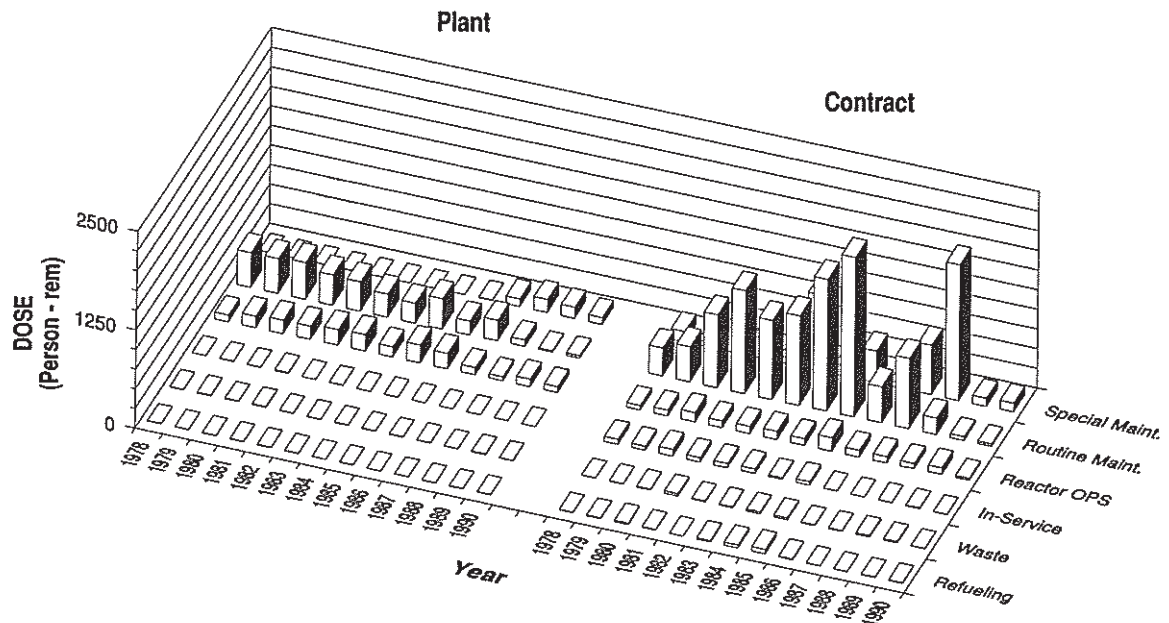 Plant
Contract
2500
1250
0
DOSE
(Person - rem)
1978
1979
1980
1981
1982
1983
1984
1985
1986
1987
1988
1989
1990
1978
1979
1980
1981
1982
1983
1984
1985
1986
1987
1988
1989
1990
Year
Special Maint.
Routine Maint.
Reactor OPS
In-Service
Waste
Refueling